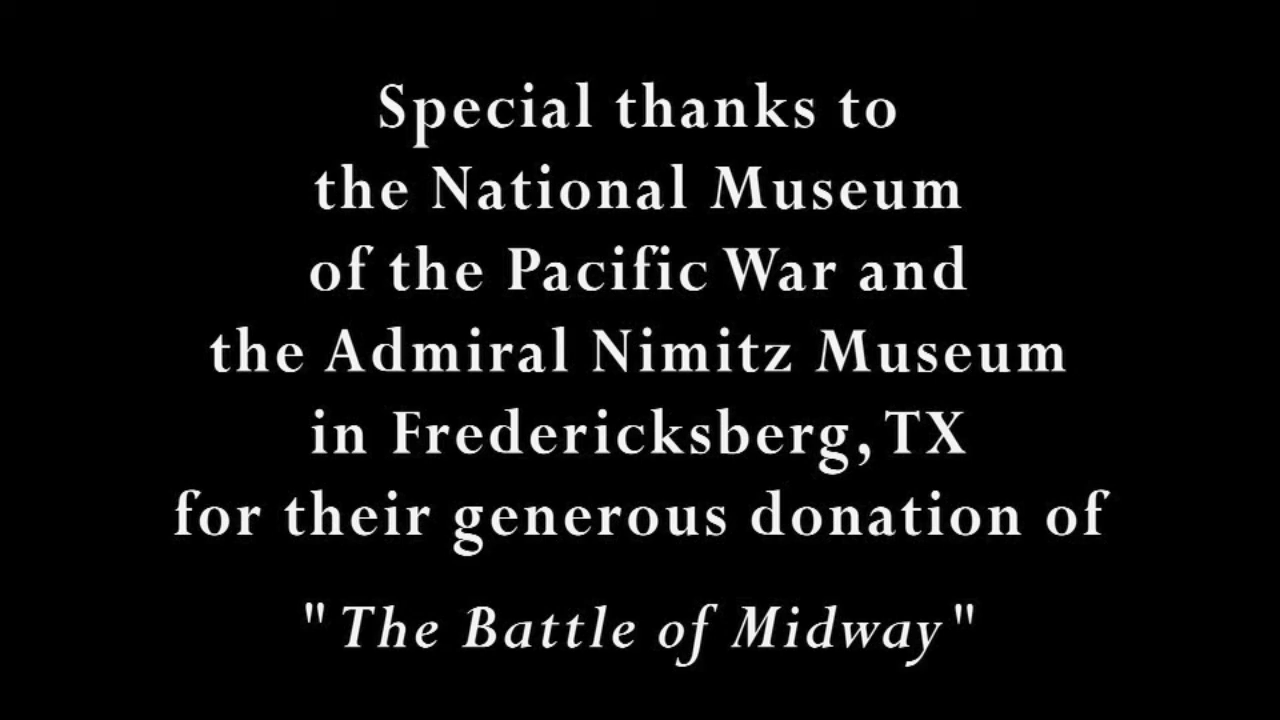 Special thanks to
the National Museum
of the Pacific War and
the Admiral Nimitz Museum
in Fredericksberg, TX
for their generous donation of
"The Battle of Midway"